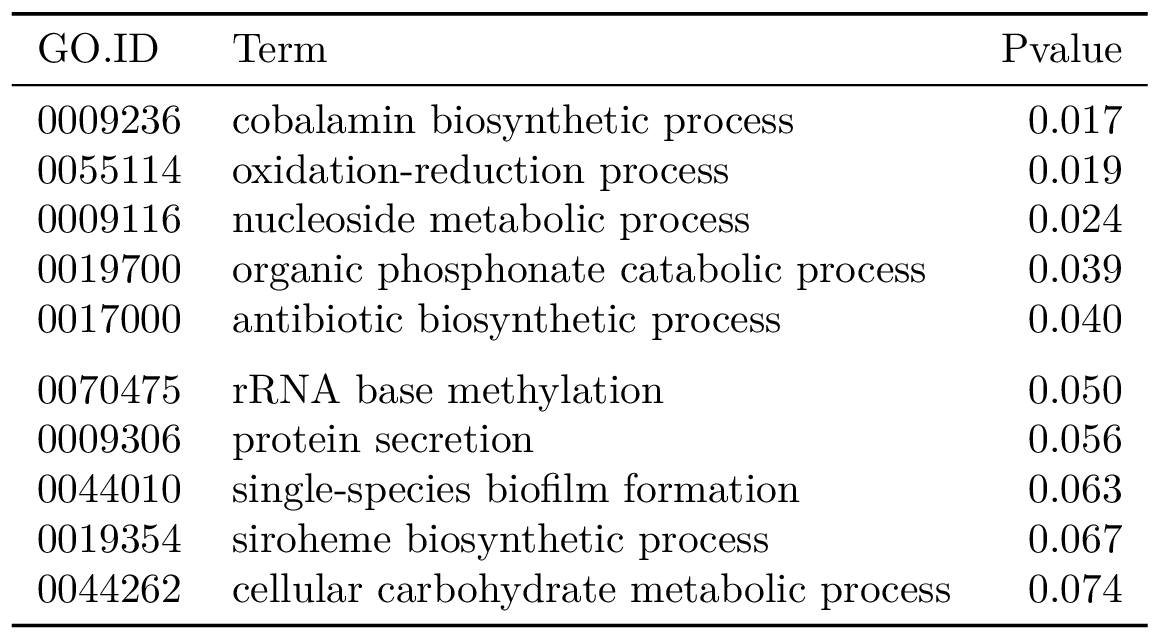 GO.ID Term Pvalue
0009236 cobalamin biosynthetic process 0.017
0055114 oxidation-reduction process 0.019
0009116 nucleoside metabolic process 0.024
0019700 organic phosphonate catabolic process 0.039
0017000 antibiotic biosynthetic process 0.040
0070475 rRNA base methylation 0.050
0009306 protein secretion 0.056
0044010 single-species biofilm formation 0.063
0019354 siroheme biosynthetic process 0.067
0044262 cellular carbohydrate metabolic process 0.074